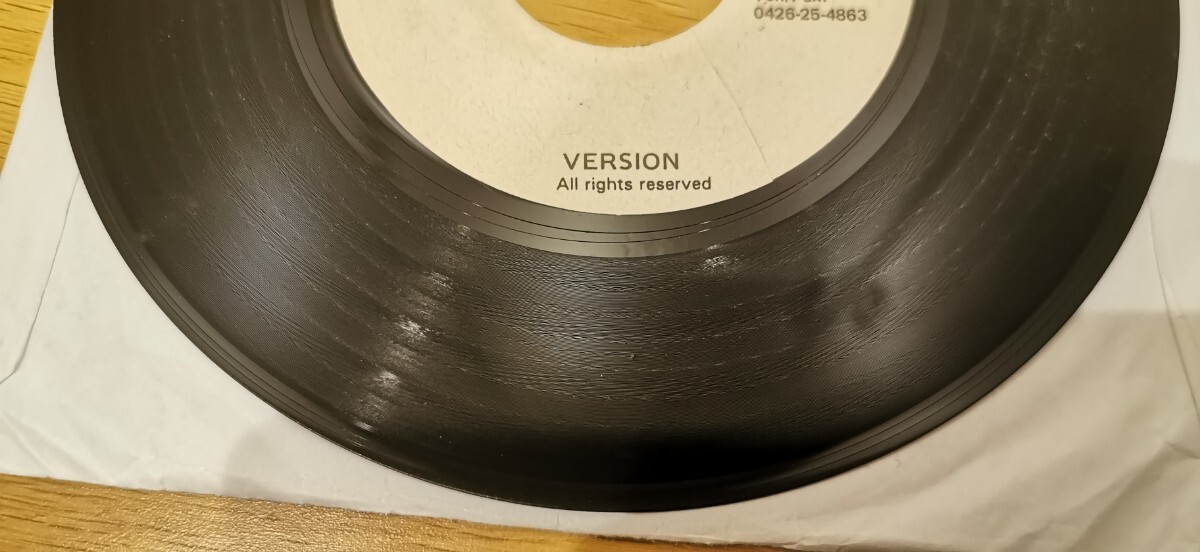 0426-25-4863
VERSION
All rights reserved